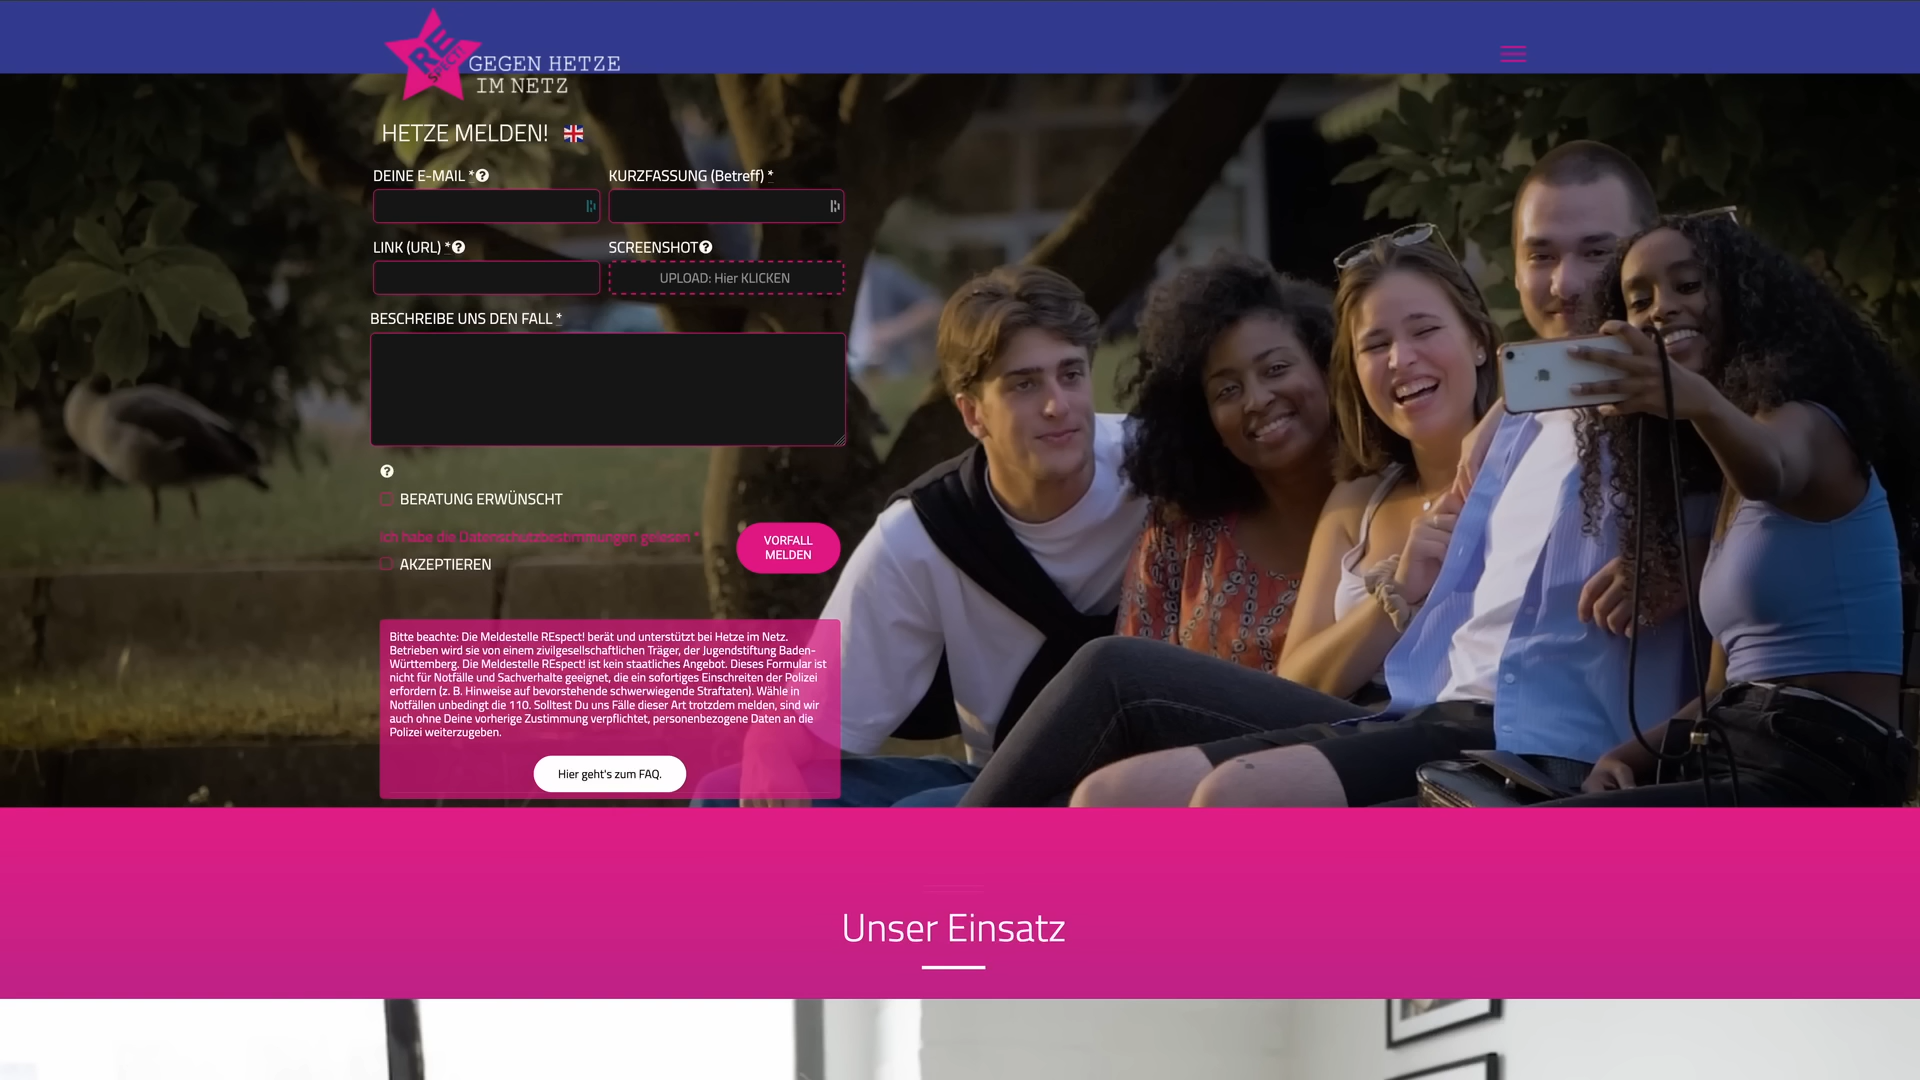 RE
SPECT!
GEGEN HETZE
IM NETZ
HETZE MELDEN!
DEINE E-MAIL *
KURZFASSUNG (Betreff) *
LINK (URL) *
SCREENSHOT
UPLOAD: Hier KLICKEN
BESCHREIBE UNS DEN FALL *
BERATUNG ERWÜNSCHT
Ich habe die Datenschutzbestimmungen gelesen *
AKZEPTIEREN
VORFALL
MELDEN
Bitte beachte: Die Meldestelle REspect! berät und unterstützt bei Hetze im Netz.
Betrieben wird sie von einem zivilgesellschaftlichen Träger, der Jugendstiftung Baden-
Württemberg. Die Meldestelle REspect! ist kein staatliches Angebot. Dieses Formular ist
nicht für Notfälle und Sachverhalte geeignet, die ein sofortiges Einschreiten der Polizei
erfordern (z. B. Hinweise auf bevorstehende schwerwiegende Straftaten). Wähle in
Notfällen unbedingt die 110. Solltest Du uns Fälle dieser Art trotzdem melden, sind wir
auch ohne Deine vorherige Zustimmung verpflichtet, personenbezogene Daten an die
Polizei weiterzugeben.
Hier geht's zum FAQ.
Unser Einsatz